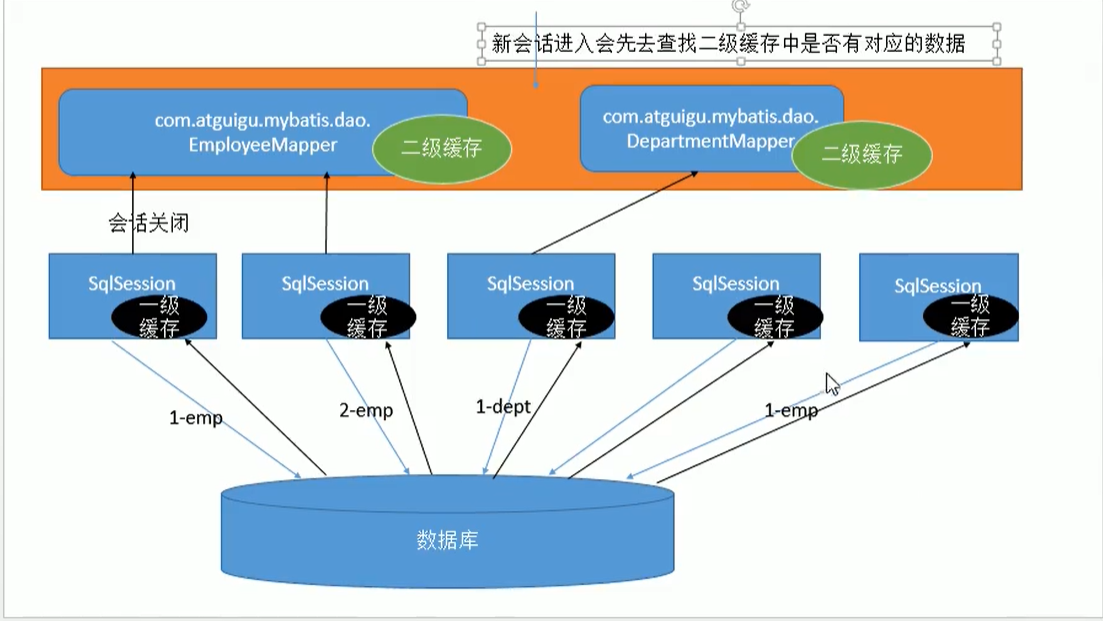 新会话进入会先去查找二级缓存中是否有对应的数据
com.atguigu.mybatis.dao.
EmployeeMapper
二级缓存
com.atguigu.mybatis.dao.
DepartmentMapper
二级缓存
会话关闭
SqlSession
一级
缓存
SqlSession
一级
缓存
SqlSession
一级
缓存
SqlSession
一级
缓存
SqlSession
一级
缓存
1-emp
2-emp
1-dept
1-emp
数据库